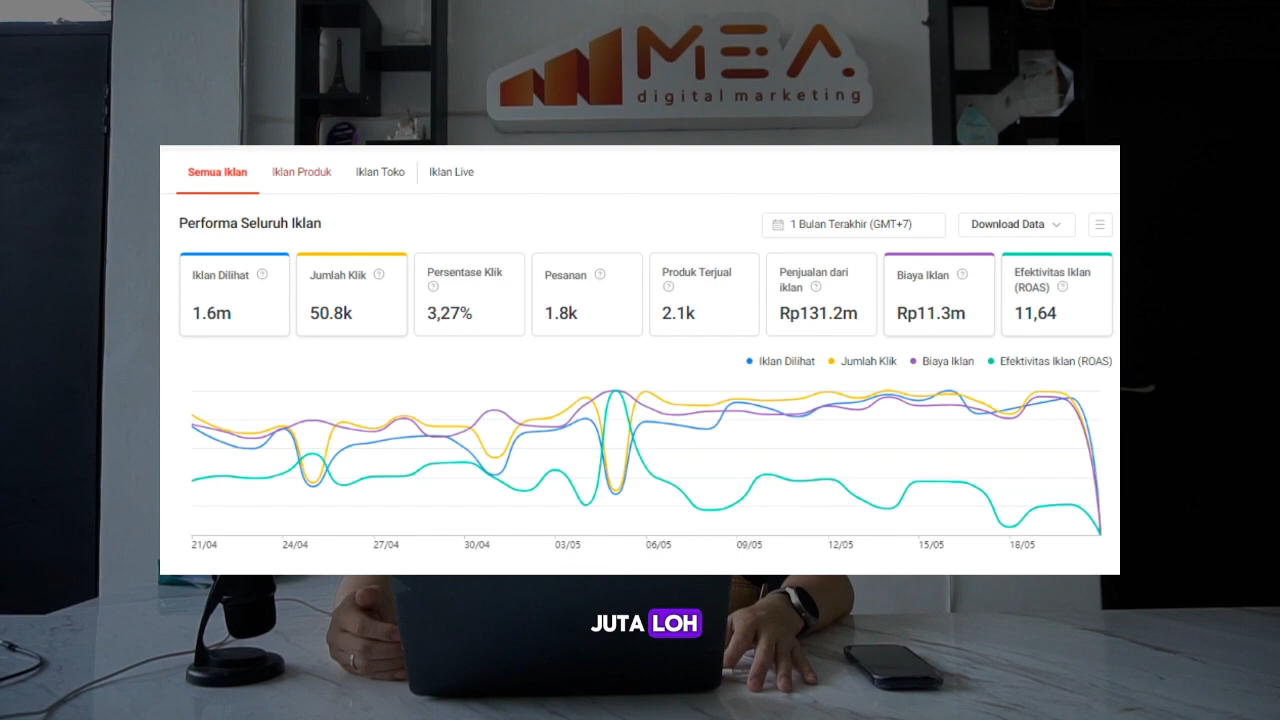 MEA
digital marketing
Semua Iklan Iklan Produk Iklan Toko Iklan Live
Performa Seluruh Iklan
1 Bulan Terakhir (GMT+7) Download Data
Iklan Dilihat
1.6m
Jumlah Klik
50.8k
Persentase Klik
3,27%
Pesanan
1.8k
Produk Terjual
2.1k
Penjualan dari
iklan
Rp131.2m
Biaya Iklan
Rp11.3m
Efektivitas Iklan
(ROAS)
11,64
Iklan Dilihat Jumlah Klik Biaya Iklan Efektivitas Iklan (ROAS)
21/04 24/04 27/04 30/04 03/05 06/05 09/05 12/05 15/05 18/05
JUTA LOH